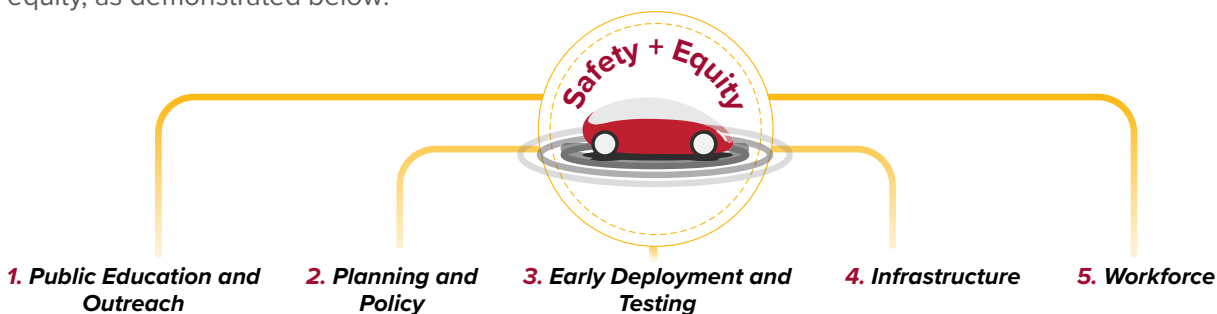 equity, as demonstrated below.
Safety + Equity
1. Public Education and
Outreach
2. Planning and
Policy
3. Early Deployment and
Testing
4. Infrastructure
5. Workforce